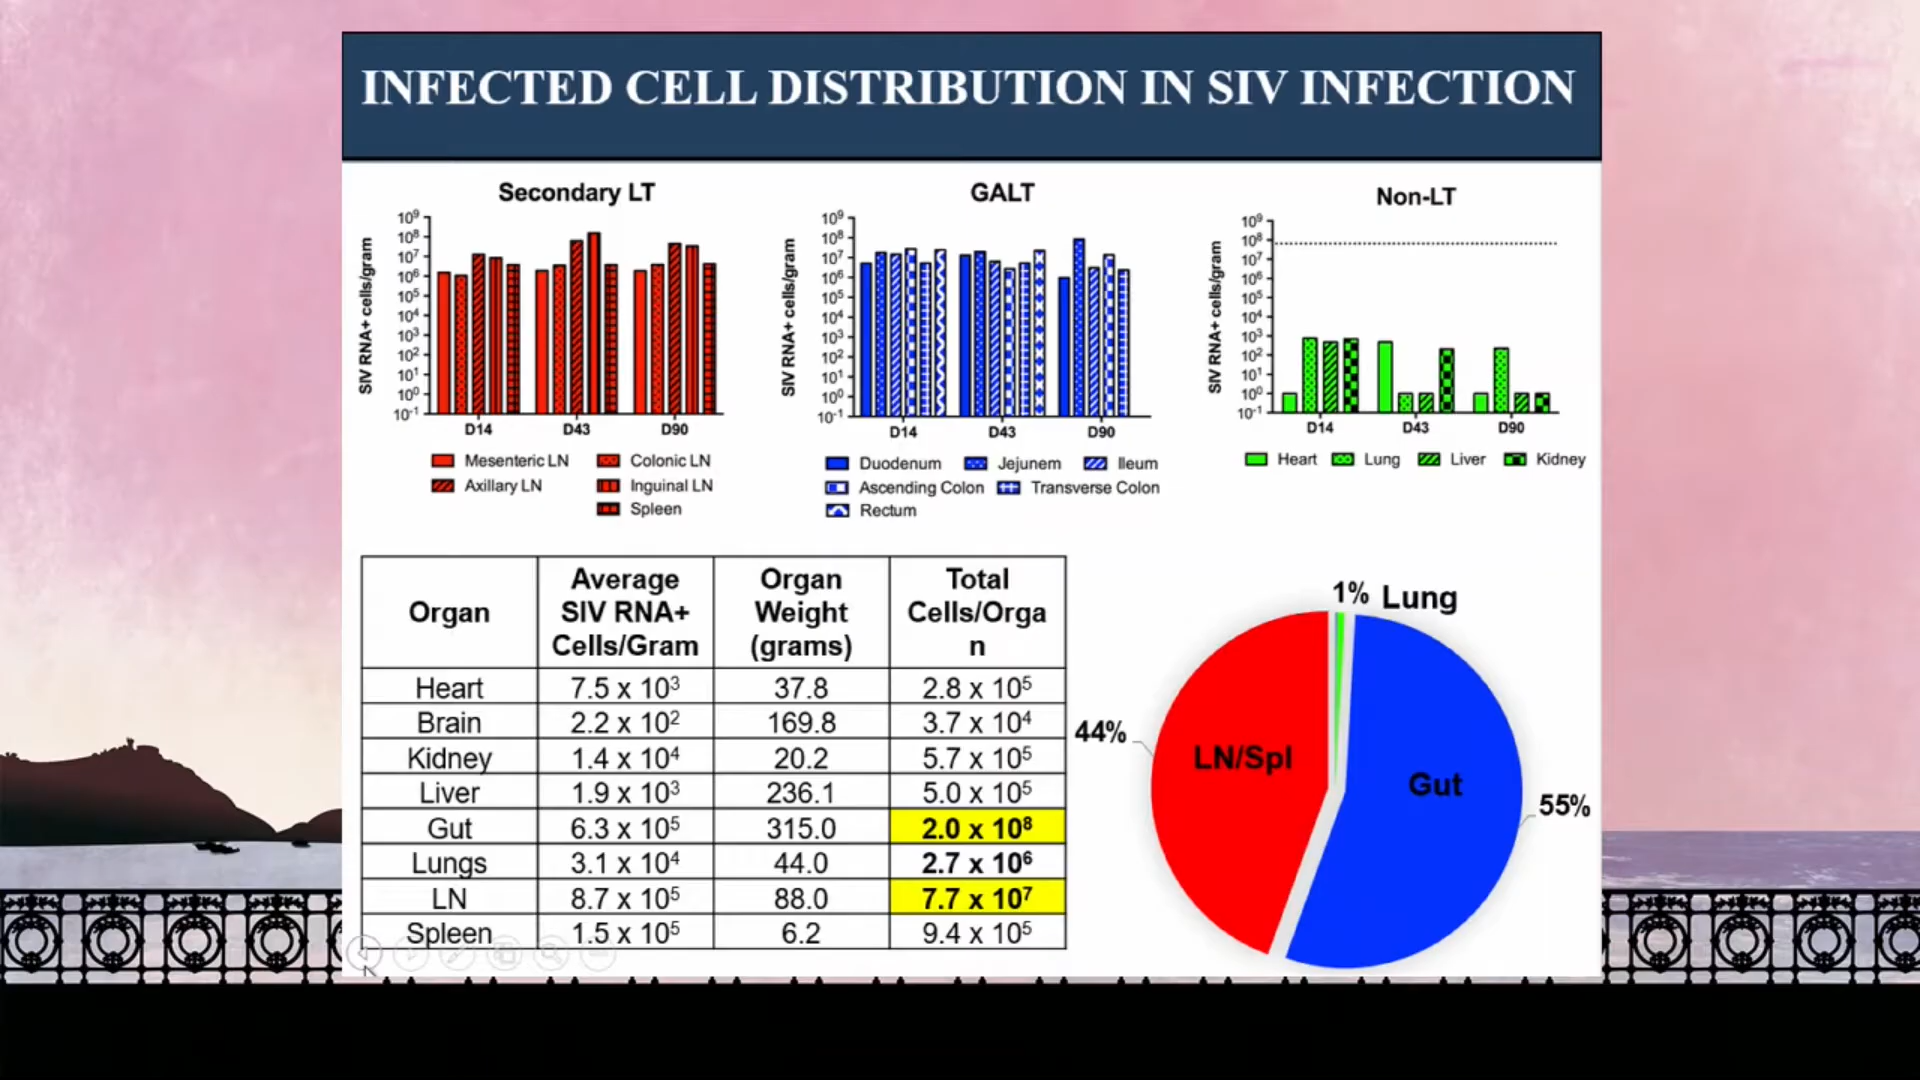 INFECTED CELL DISTRIBUTION IN SIV INFECTION
Secondary LT
SIV RNA+ cells/gram
10⁹
10⁸
10⁷
10⁶
10⁵
10⁴
10³
10²
10¹
10⁰
10⁻¹
D14 D43 D90
Mesenteric LN Colonic LN
Axillary LN Inguinal LN
Spleen
GALT
SIV RNA+ cells/gram
10⁹
10⁸
10⁷
10⁶
10⁵
10⁴
10³
10²
10¹
10⁰
10⁻¹
D14 D43 D90
Duodenum Jejunem Ileum
Ascending Colon Transverse Colon
Rectum
Non-LT
SIV RNA+ cells/gram
10⁹
10⁸
10⁷
10⁶
10⁵
10⁴
10³
10²
10¹
10⁰
10⁻¹
D14 D43 D90
Heart Lung Liver Kidney
Organ
Average
SIV RNA+
Cells/Gram
Organ
Weight
(grams)
Total
Cells/Orga
n
Heart 7.5 x 10³ 37.8 2.8 x 10⁵
Brain 2.2 x 10² 169.8 3.7 x 10⁴
Kidney 1.4 x 10⁴ 20.2 5.7 x 10⁵
Liver 1.9 x 10³ 236.1 5.0 x 10⁵
Gut 6.3 x 10⁵ 315.0 2.0 x 10⁸
Lungs 3.1 x 10⁴ 44.0 2.7 x 10⁶
LN 8.7 x 10⁵ 88.0 7.7 x 10⁷
Spleen 1.5 x 10⁵ 6.2 9.4 x 10⁵
1% Lung
44%
LN/Spl
Gut
55%